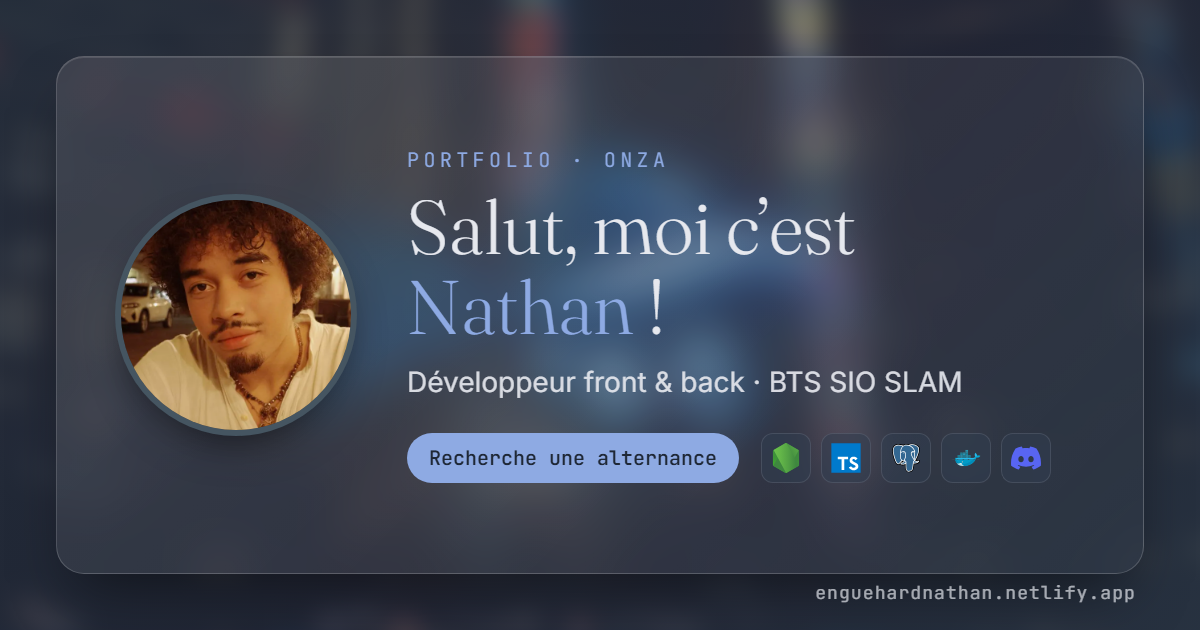 PORTFOLIO · ONZA
Salut, moi c’est
Nathan !
Développeur front & back · BTS SIO SLAM
Recherche une alternance
TS
enguehardnathan.netlify.app